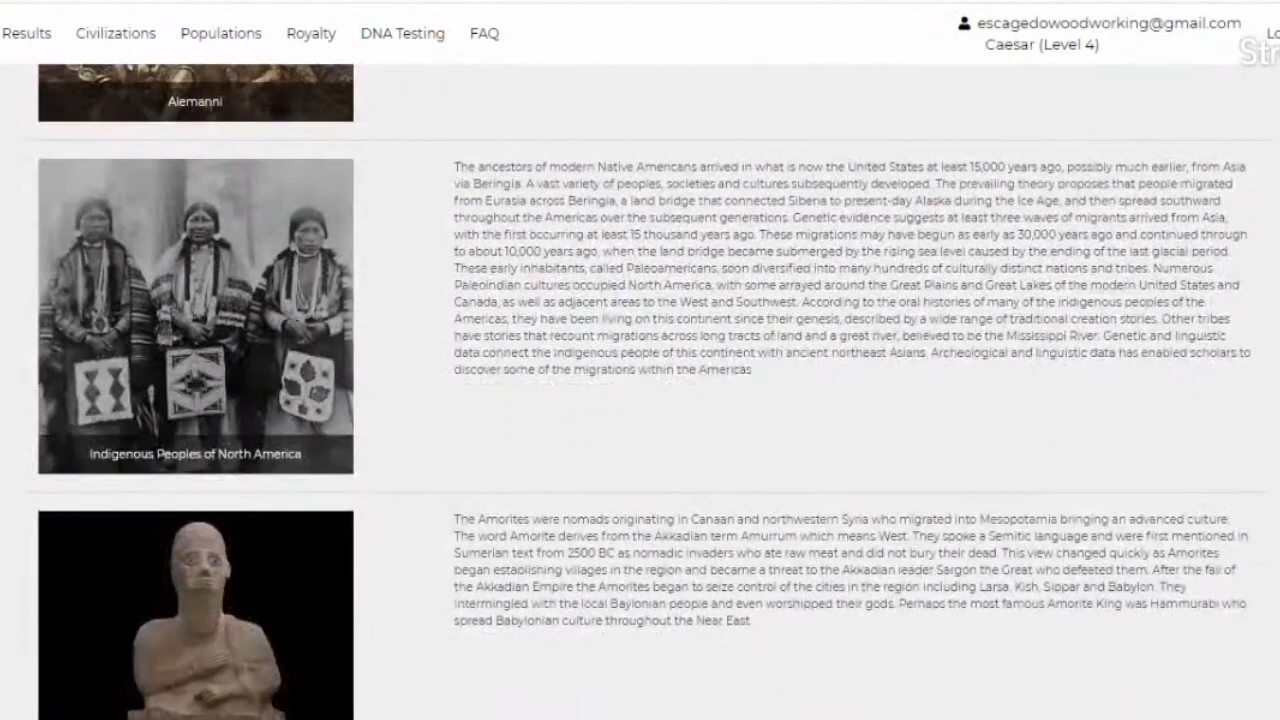 Results Civilizations Populations Royalty DNA Testing FAQ
escagedowoodworking@gmail.com
Caesar (Level 4)
Alemanni
The ancestors of modern Native Americans arrived in what is now the United States at least 15,000 years ago, possibly much earlier, from Asia
via Beringia. A vast variety of peoples, societies and cultures subsequently developed. The prevailing theory proposes that people migrated
from Eurasia across Beringia, a land bridge that connected Siberia to present-day Alaska during the Ice Age, and then spread southward
throughout the Americas over the subsequent generations. Genetic evidence suggests at least three waves of migrants arrived from Asia,
with the first occurring at least 15 thousand years ago. These migrations may have begun as early as 30,000 years ago and continued through
to about 10,000 years ago, when the land bridge became submerged by the rising sea level caused by the ending of the last glacial period.
These early inhabitants, called Paleoamericans, soon diversified into many hundreds of culturally distinct nations and tribes. Numerous
Paleoindian cultures occupied North America, with some arrayed around the Great Plains and Great Lakes of the modern United States and
Canada, as well as adjacent areas to the West and Southwest. According to the oral histories of many of the indigenous peoples of the
Americas, they have been living on this continent since their genesis, described by a wide range of traditional creation stories. Other tribes
have stories that recount migrations across long tracts of land and a great river, believed to be the Mississippi River. Genetic and linguistic
data connect the indigenous people of this continent with ancient northeast Asians. Archeological and linguistic data has enabled scholars to
discover some of the migrations within the Americas
Indigenous Peoples of North America
The Amorites were nomads originating in Canaan and northwestern Syria who migrated into Mesopotamia bringing an advanced culture.
The word Amorite derives from the Akkadian term Amurrum which means West. They spoke a Semitic language and were first mentioned in
Sumerian text from 2500 BC as nomadic invaders who ate raw meat and did not bury their dead. This view changed quickly as Amorites
began establishing villages in the region and became a threat to the Akkadian leader Sargon the Great who defeated them. After the fall of
the Akkadian Empire the Amorites began to seize control of the cities in the region including Larsa, Kish, Sippar and Babylon. They
intermingled with the local Baylonian people and even worshipped their gods. Perhaps the most famous Amorite King was Hammurabi who
spread Babylonian culture throughout the Near East.